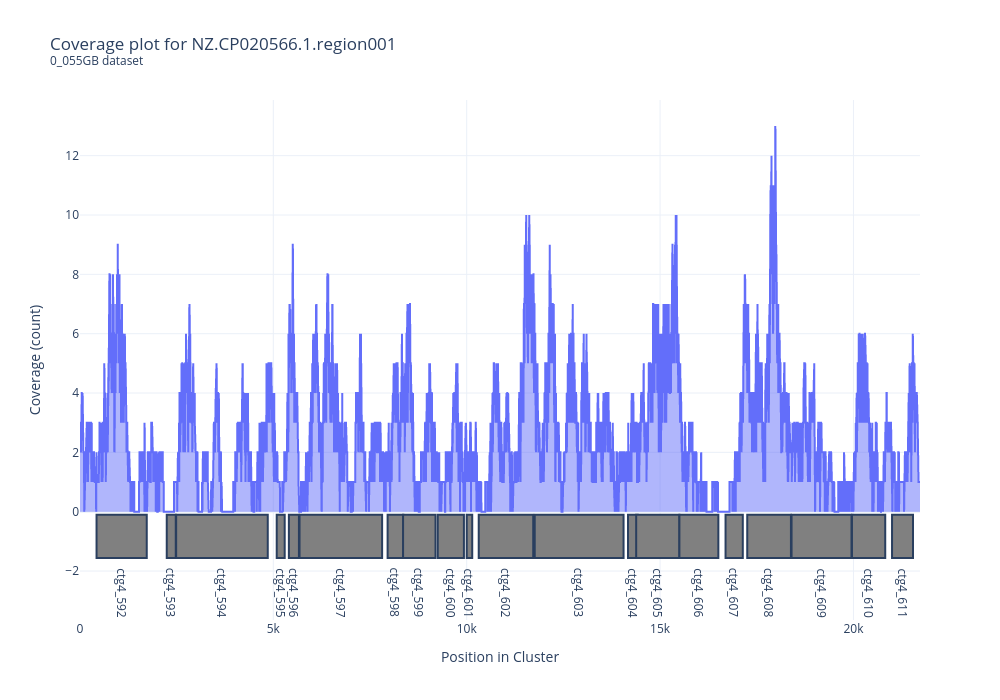 Coverage plot for NZ.CP020566.1.region001
0_055GB dataset
Coverage (count)
12
10
8
6
4
2
0
−2
ctg4_592
ctg4_593
ctg4_594
ctg4_595
ctg4_596
ctg4_597
ctg4_598
ctg4_599
ctg4_600
ctg4_601
ctg4_602
ctg4_603
ctg4_604
ctg4_605
ctg4_606
ctg4_607
ctg4_608
ctg4_609
ctg4_610
ctg4_611
0 5k 10k 15k 20k
Position in Cluster